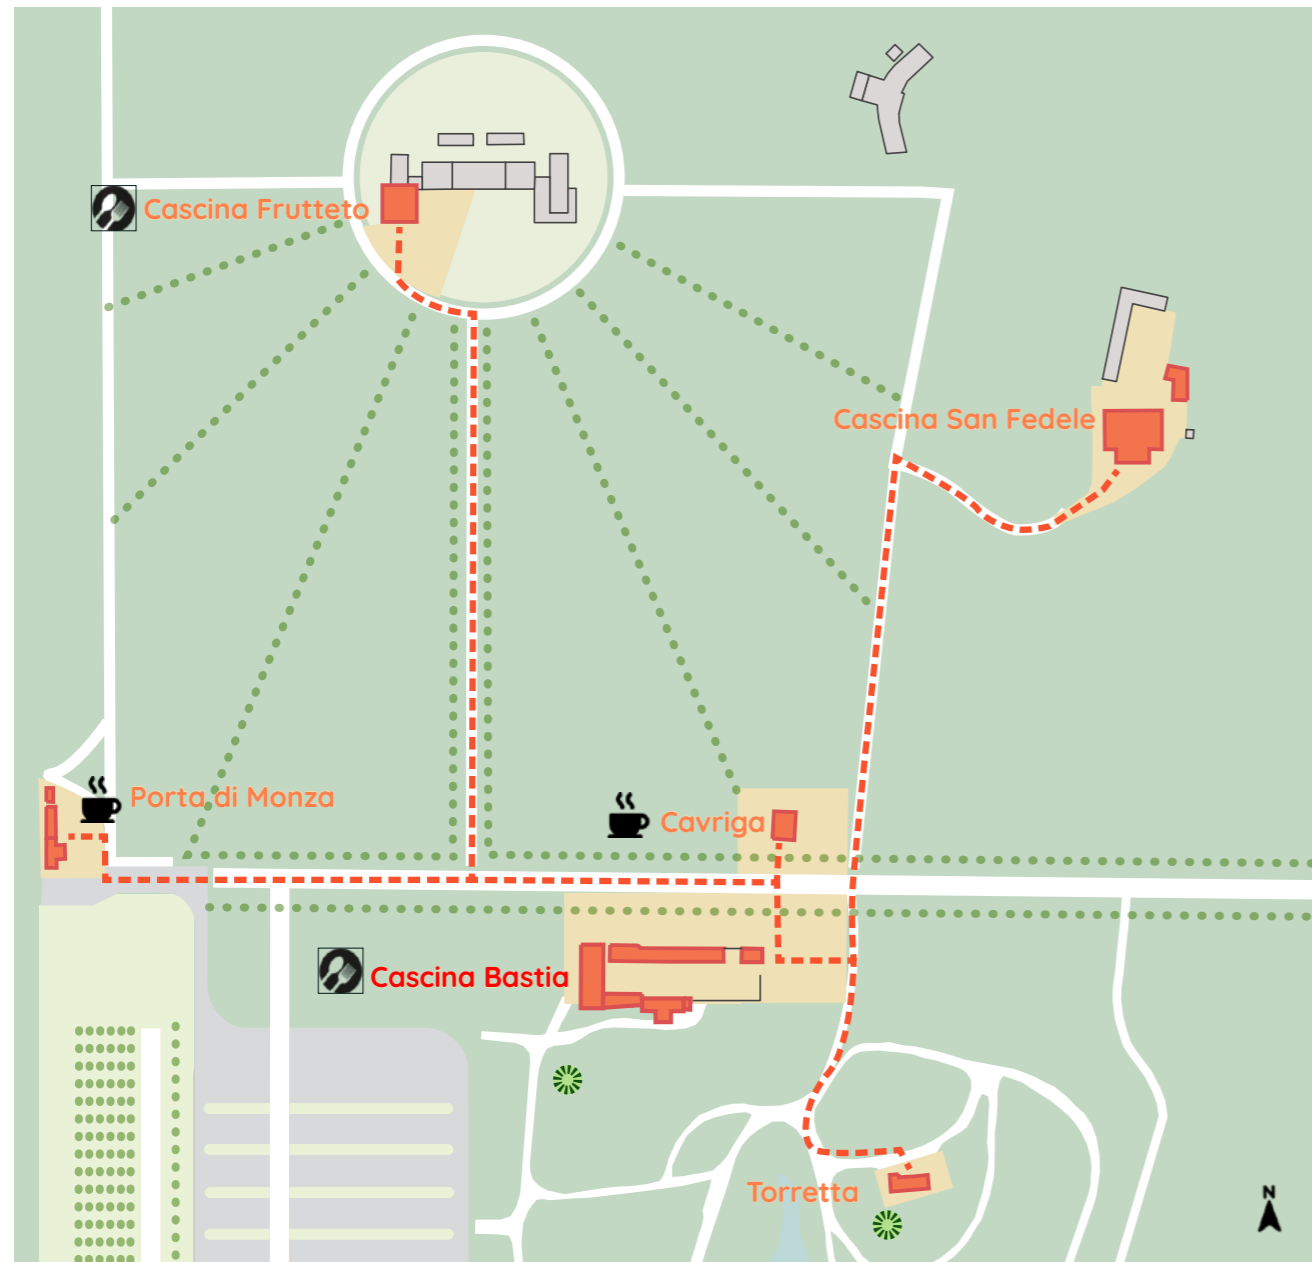 Cascina Frutteto
Cascina San Fedele
Porta di Monza
Cavriga
Cascina Bastia
Torretta
N